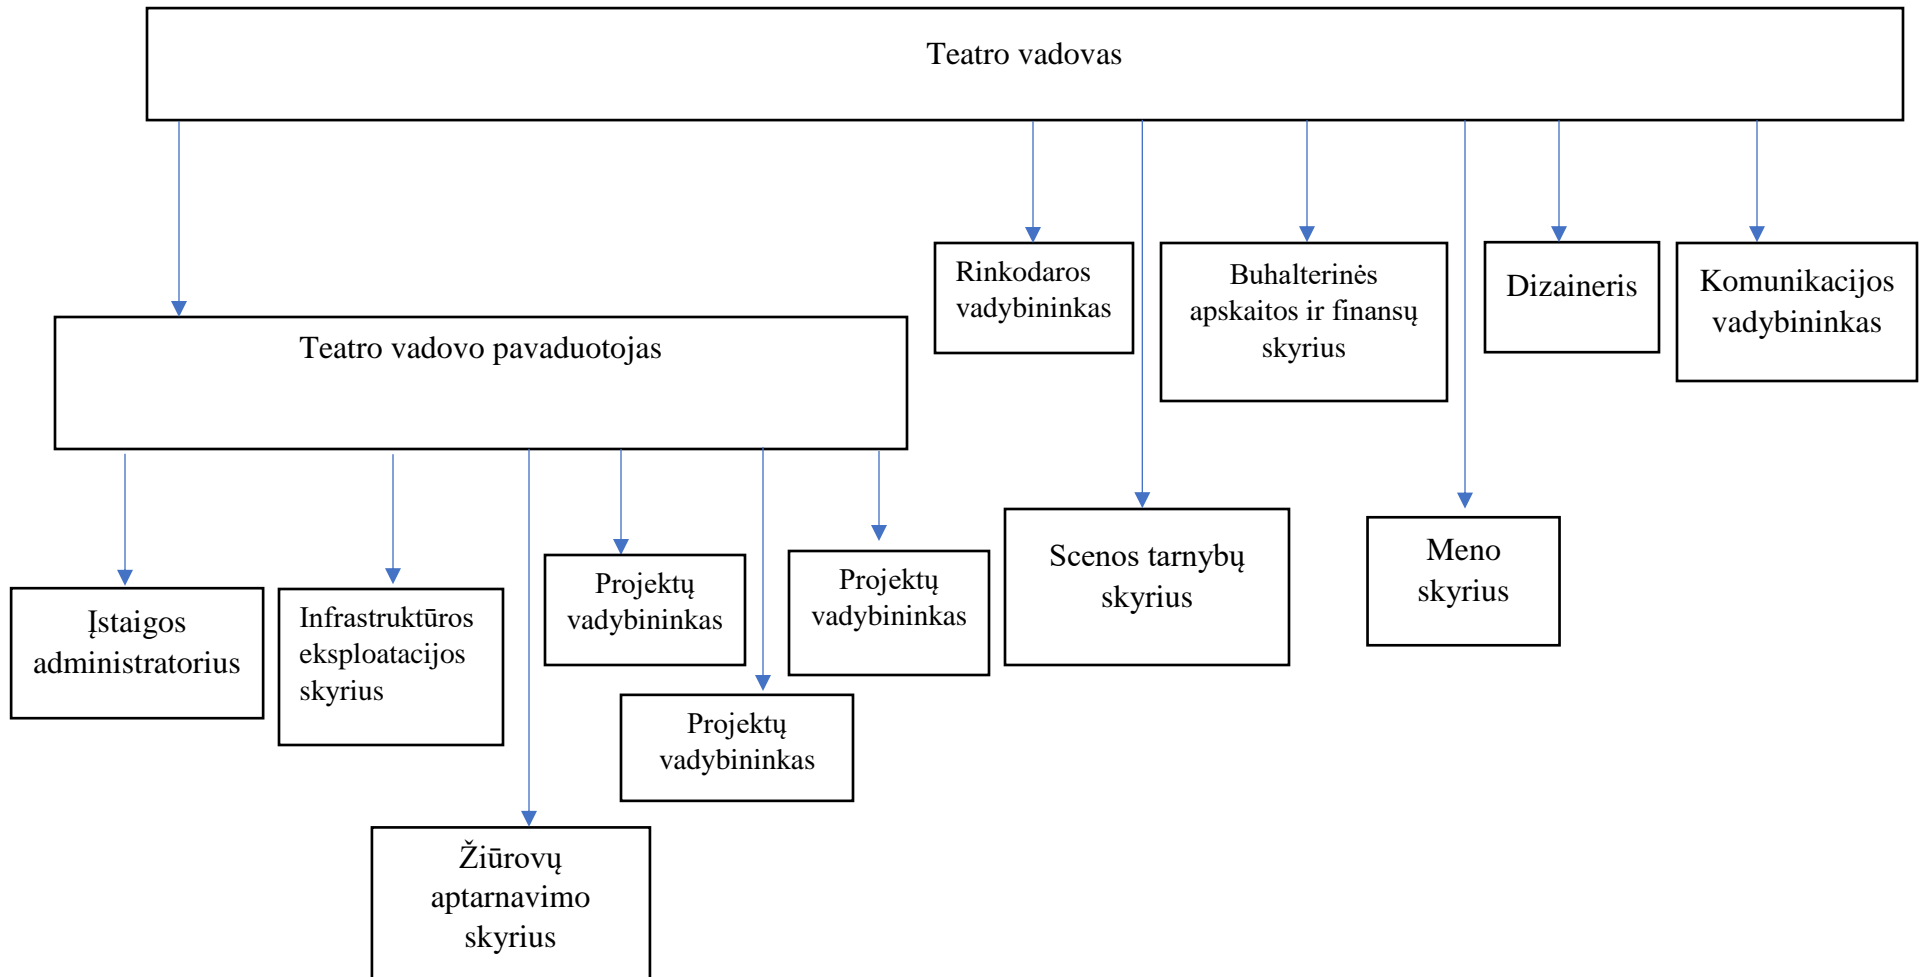 Teatro vadovas
Rinkodaros
vadybininkas
Buhalterinės
apskaitos ir finansų
skyrius
Dizaineris
Komunikacijos
vadybininkas
Teatro vadovo pavaduotojas
Įstaigos
administratorius
Infrastruktūros
eksploatacijos
skyrius
Projektų
vadybininkas
Projektų
vadybininkas
Projektų
vadybininkas
Scenos tarnybų
skyrius
Meno
skyrius
Žiūrovų
aptarnavimo
skyrius